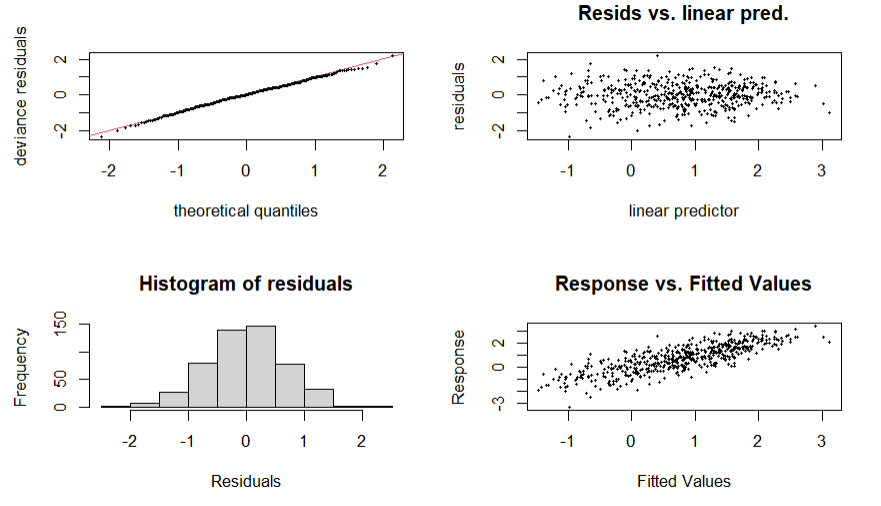 deviance residuals
2
0
-2
-2 -1 0 1 2
theoretical quantiles
Resids vs. linear pred.
residuals
2
0
-2
-1 0 1 2 3
linear predictor
Histogram of residuals
Frequency
150
50
0
-2 -1 0 1 2
Residuals
Response vs. Fitted Values
Response
2
0
-3
-1 0 1 2 3
Fitted Values